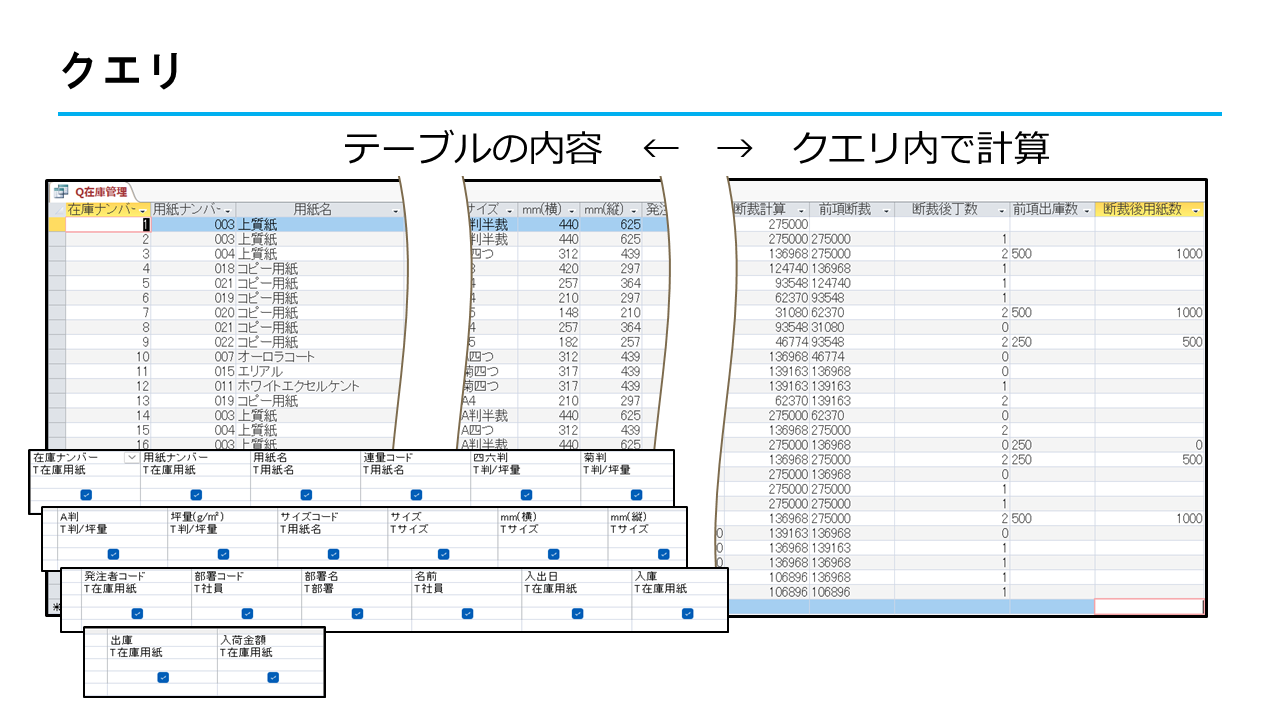 クエリ
テーブルの内容 ← → クエリ内で計算
Q在庫管理
在庫ナンバー 用紙ナンバー 用紙名 サイズ mm(横) mm(縦) 発注 断裁計算 前項断裁 断裁後丁数 前項出庫数 断裁後用紙数
1 003 上質紙 判半裁 440 625 275000
2 003 上質紙 判半裁 440 625 275000 275000 1
3 004 上質紙 四つ 312 439 136968 275000 2 500 1000
4 018 コピー用紙 3 420 297 124740 136968 1
5 021 コピー用紙 4 257 364 93548 124740 1
6 019 コピー用紙 4 210 297 62370 93548 1
7 020 コピー用紙 5 148 210 31080 62370 2 500 1000
8 021 コピー用紙 4 257 364 93548 31080 0
9 022 コピー用紙 5 182 257 46774 93548 2 250 500
10 007 オーロラコート 四つ 312 439 136968 46774 0
11 015 エリアル 菊四つ 317 439 139163 136968 0
12 011 ホワイトエクセルケント 菊四つ 317 439 139163 139163 1
13 019 コピー用紙 A4 210 297 62370 139163 2
14 003 上質紙 A判半裁 440 625 275000 62370 0
15 004 上質紙 A四つ 312 439 136968 275000 2
16 003 上質紙 A判半裁 440 625 275000 136968 0 250 0
136968 275000 2 250 500
275000 136968 0
275000 275000 1
275000 275000 1
136968 275000 2 500 1000
0 139163 136968 0
0 136968 139163 1
0 136968 136968 1
106896 136968 1
106896 106896 1
在庫ナンバー 用紙ナンバー 用紙名 連量コード 四六判 菊判
T在庫用紙 T在庫用紙 T用紙名 T用紙名 T判/坪量 T判/坪量
A判 坪量(g/㎡) サイズコード サイズ mm(横) mm(縦)
T判/坪量 T判/坪量 T用紙名 Tサイズ Tサイズ Tサイズ
発注者コード 部署コード 部署名 名前 入出日 入庫
T在庫用紙 T社員 T部署 T社員 T在庫用紙 T在庫用紙
出庫 入荷金額
T在庫用紙 T在庫用紙